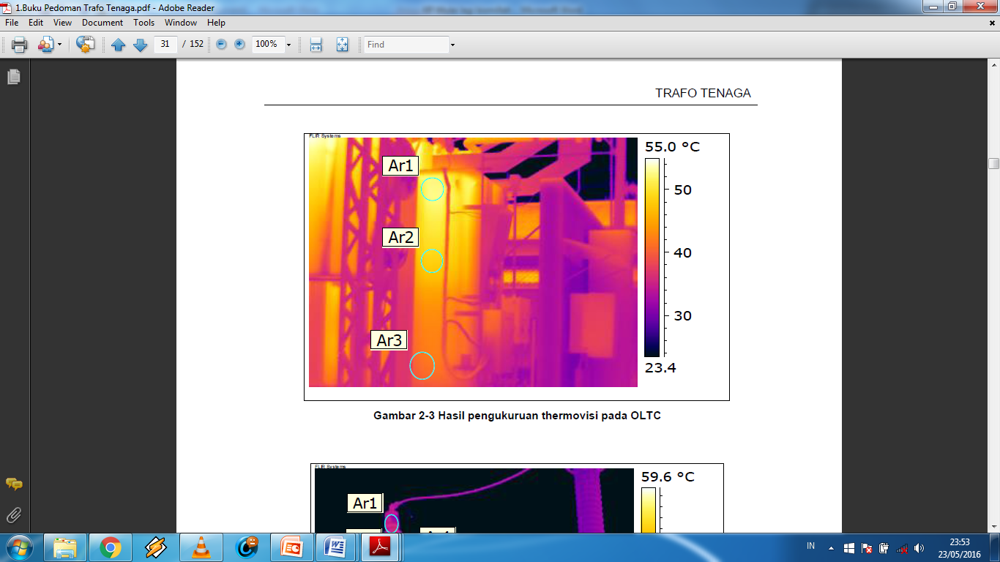 1.Buku Pedoman Trafo Tenaga.pdf - Adobe Reader
File Edit View Document Tools Window Help
31 / 152 100% Find
TRAFO TENAGA
FLIR Systems
55.0 °C
Ar1
50
Ar2
40
30
Ar3
23.4
Gambar 2-3 Hasil pengukuruan thermovisi pada OLTC
FLIR Systems
59.6 °C
Ar1
IN
23:53
23/05/2016